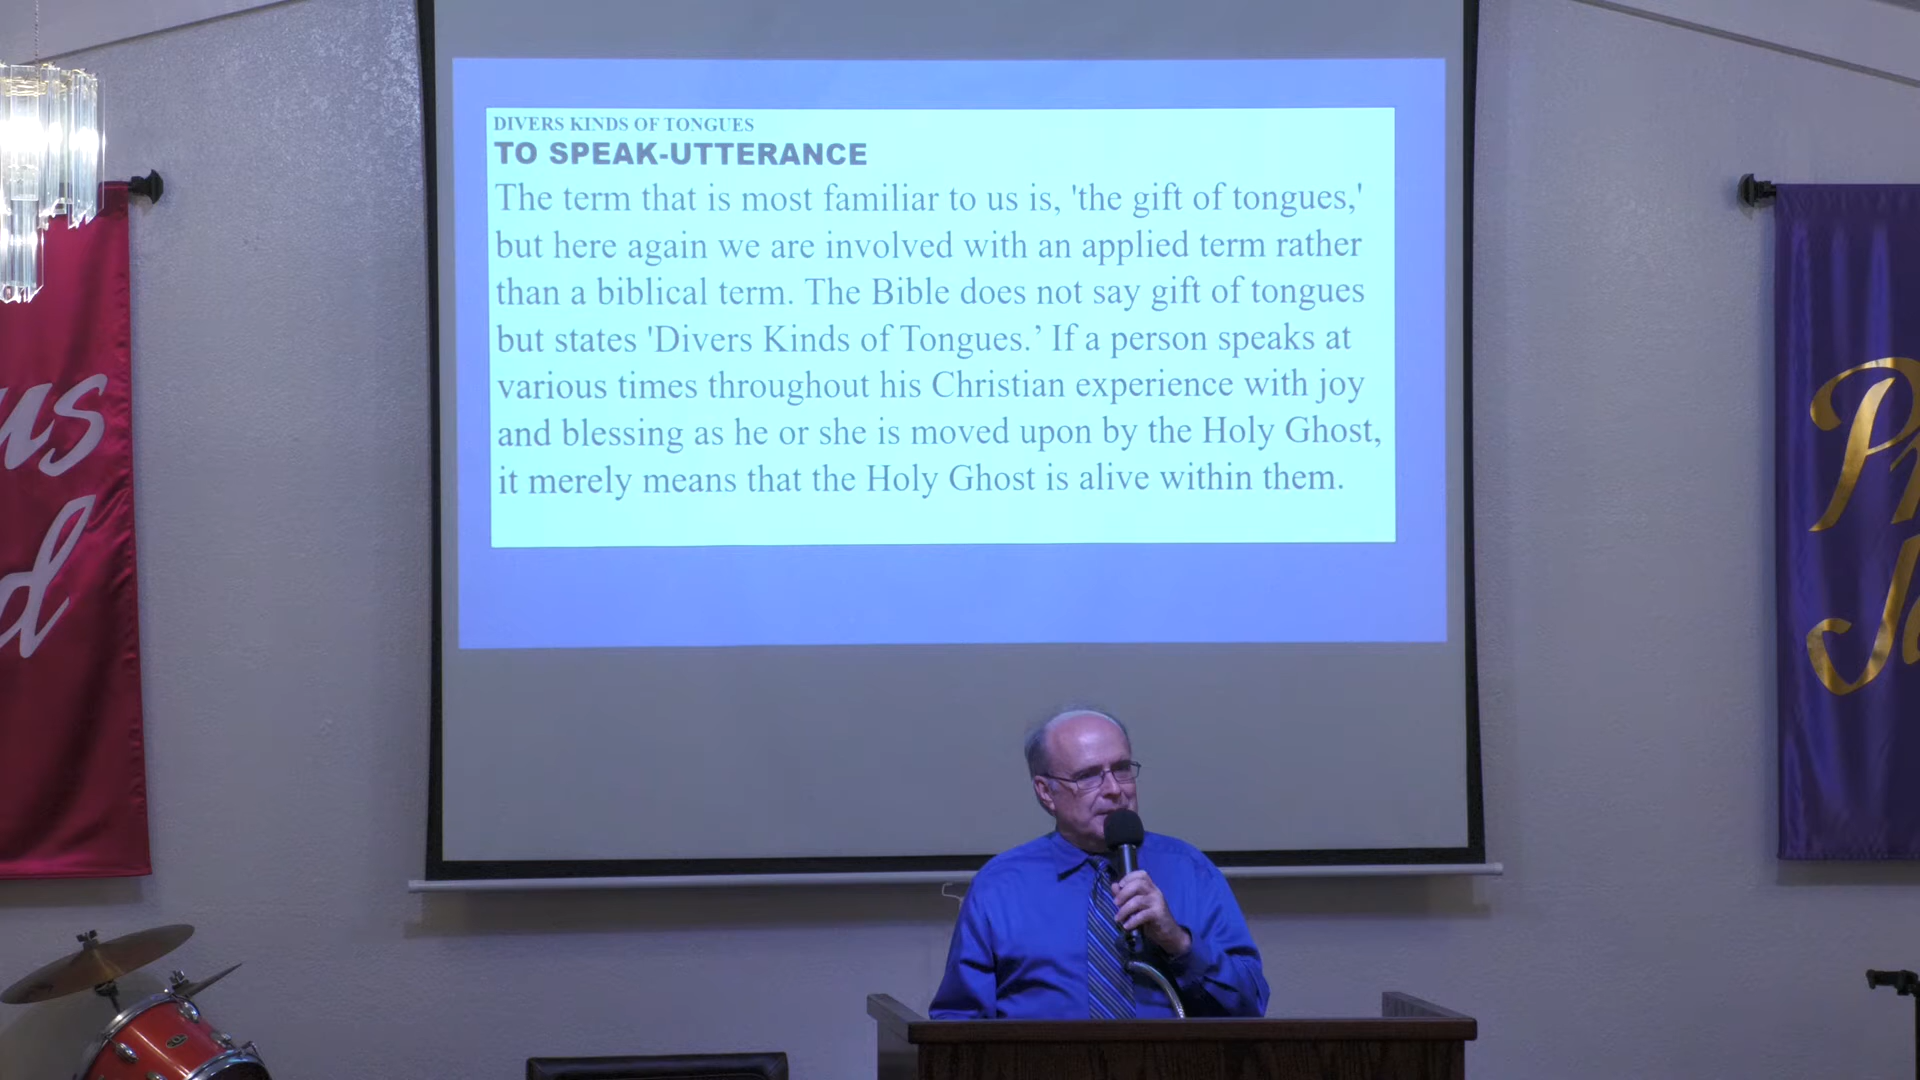 DIVERS KINDS OF TONGUES
TO SPEAK-UTTERANCE
The term that is most familiar to us is, 'the gift of tongues,'
but here again we are involved with an applied term rather
than a biblical term. The Bible does not say gift of tongues
but states 'Divers Kinds of Tongues.’ If a person speaks at
various times throughout his Christian experience with joy
and blessing as he or she is moved upon by the Holy Ghost,
it merely means that the Holy Ghost is alive within them.